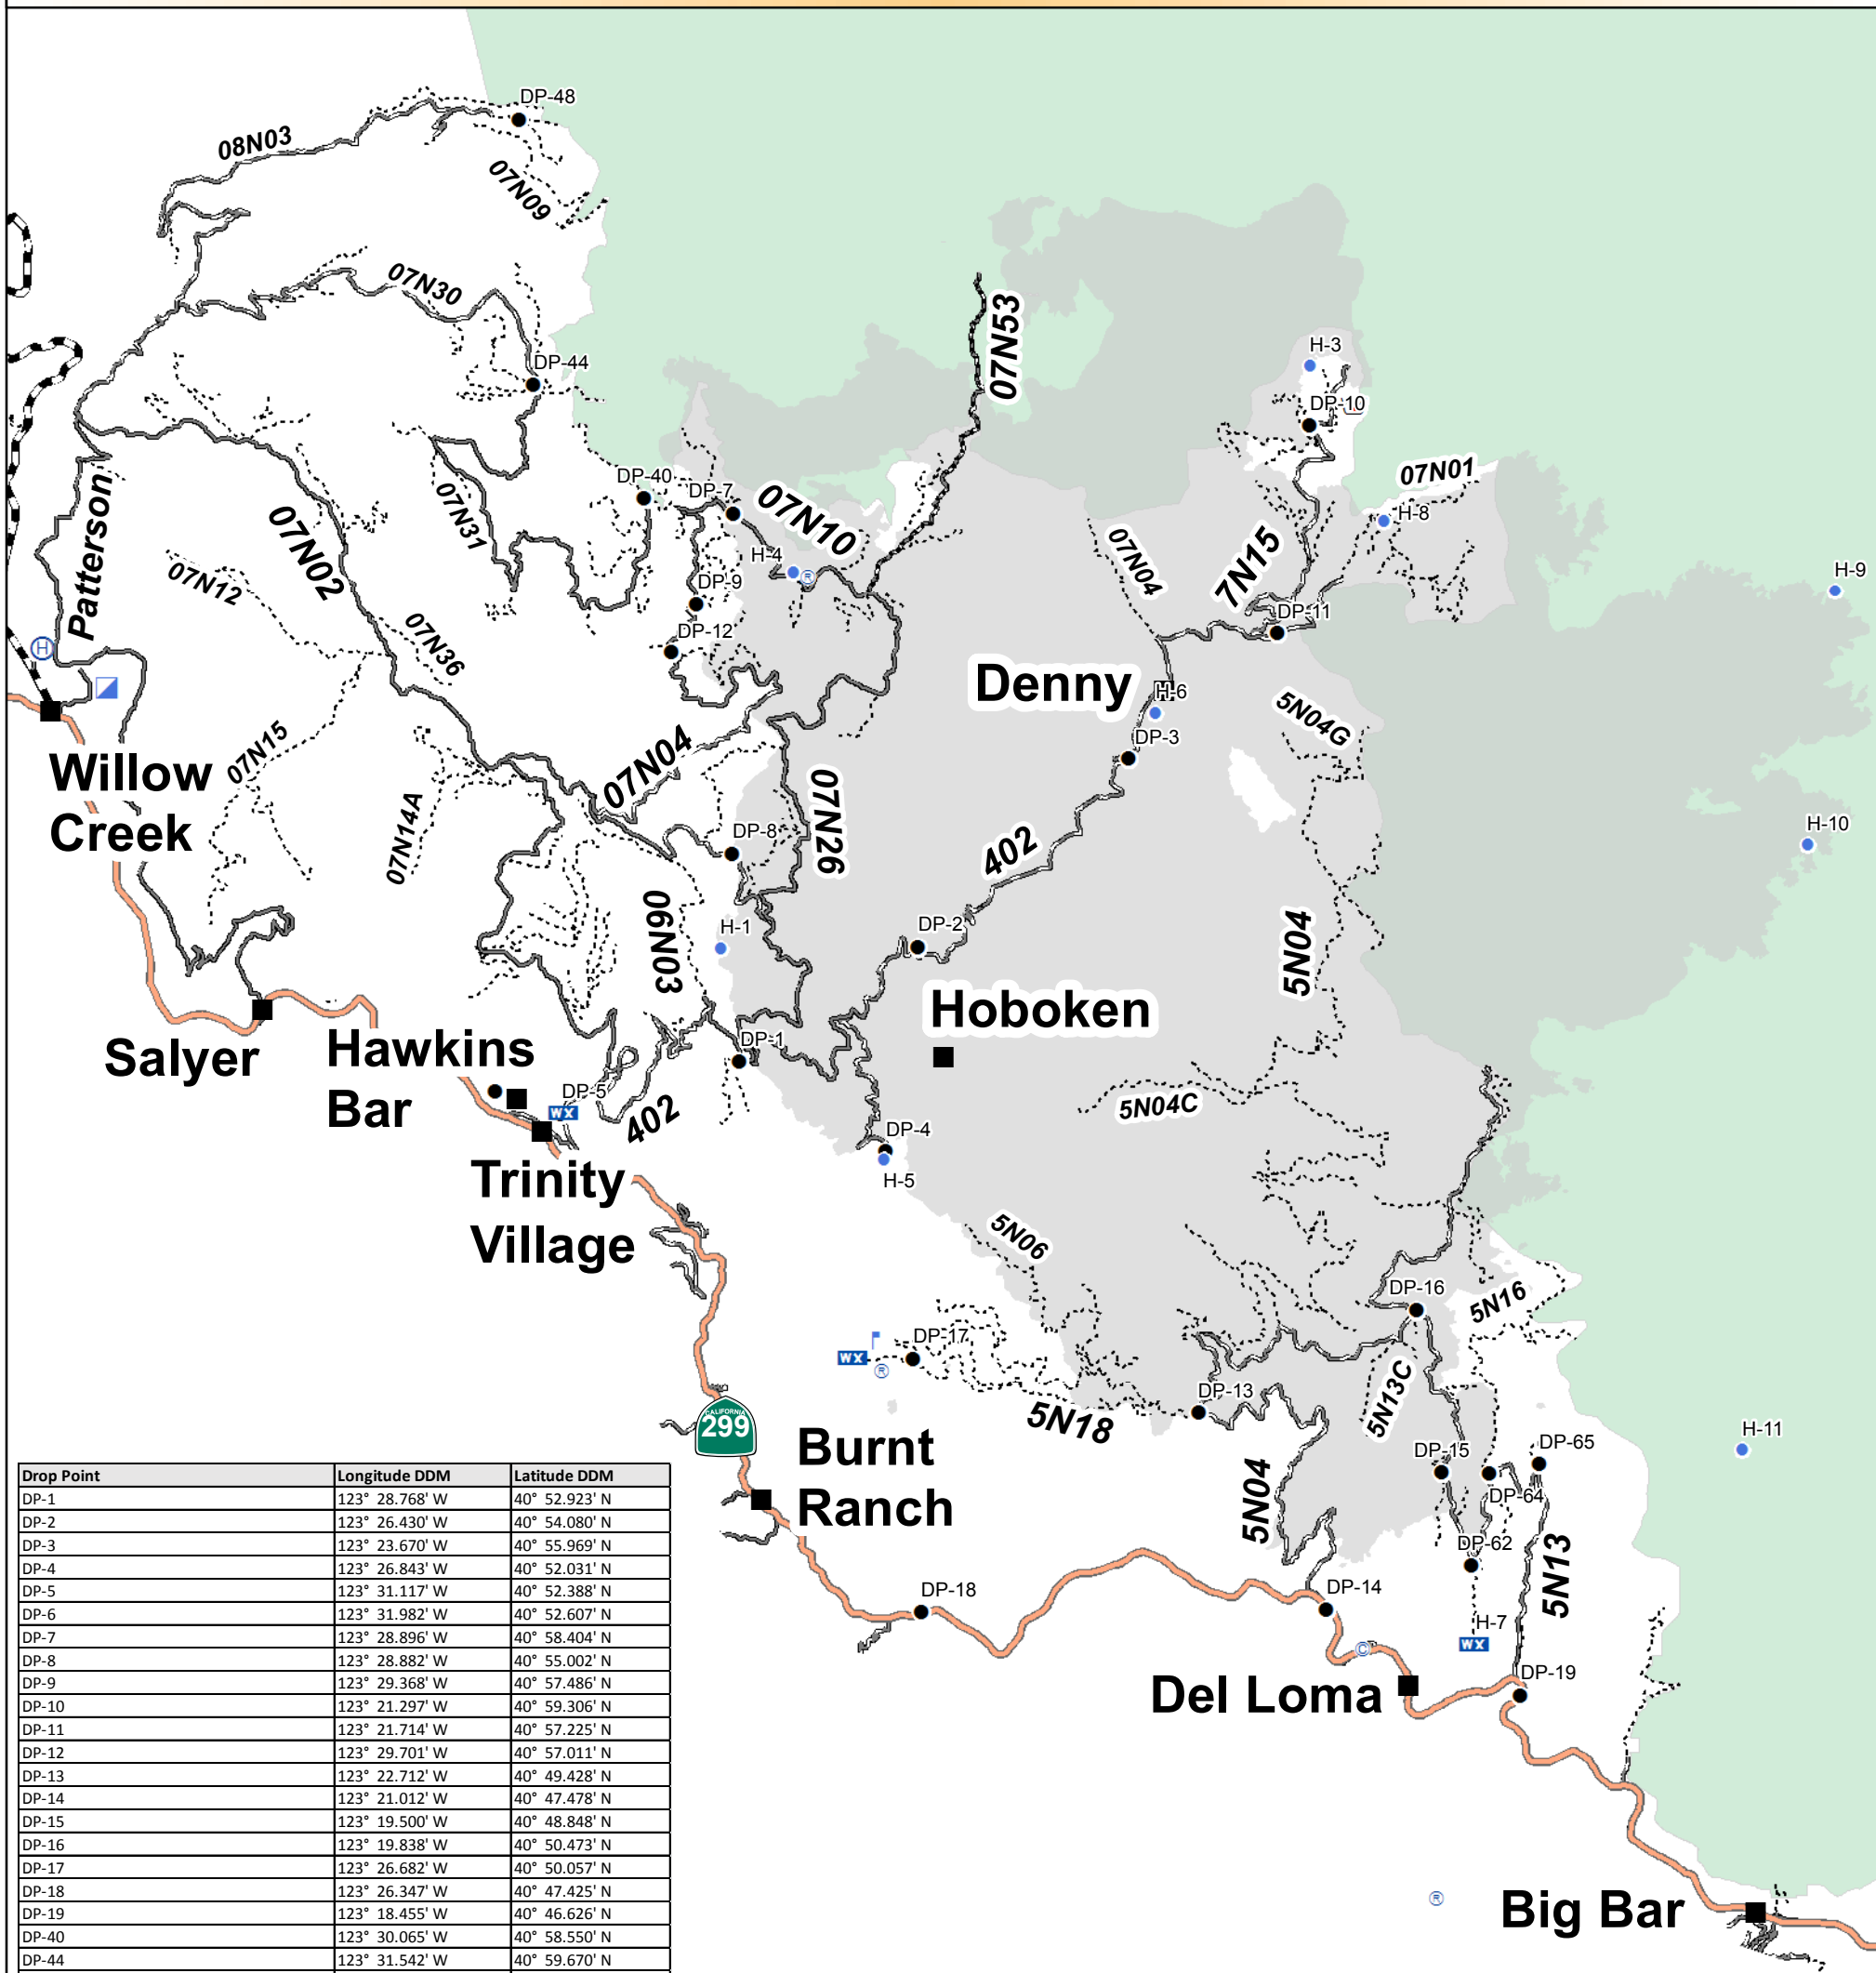 DP-48
08N03
07N09
07N30
07N53
H-3
DP-44
DP-10
07N01
DP-40
DP-7
07N10
H-8
Patterson
07N02
07N31
H-4
R
07N04
7N15
H-9
07N12
DP-9
DP-11
07N36
DP-12
H
Denny
H-6
5N04G
DP-3
Willow
Creek
07N15
07N04
07N26
07N14A
DP-8
402
H-10
06N03
H-1
DP-2
5N04
Hoboken
Salyer
Hawkins
Bar
DP-1
DP-5
WX
402
5N04C
DP-4
H-5
Trinity
Village
5N06
DP-16
5N16
DP-17
WX
R
5N13C
DP-13
5N18
CALIFORNIA
299
Burnt
Ranch
DP-15
DP-65
H-11
DP-64
5N04
DP-62
5N13
DP-18
DP-14
H-7
WX
C
Del Loma
DP-19
R
Big Bar
Drop Point Longitude DDM Latitude DDM
DP-1 123° 28.768' W 40° 52.923' N
DP-2 123° 26.430' W 40° 54.080' N
DP-3 123° 23.670' W 40° 55.969' N
DP-4 123° 26.843' W 40° 52.031' N
DP-5 123° 31.117' W 40° 52.388' N
DP-6 123° 31.982' W 40° 52.607' N
DP-7 123° 28.896' W 40° 58.404' N
DP-8 123° 28.882' W 40° 55.002' N
DP-9 123° 29.368' W 40° 57.486' N
DP-10 123° 21.297' W 40° 59.306' N
DP-11 123° 21.714' W 40° 57.225' N
DP-12 123° 29.701' W 40° 57.011' N
DP-13 123° 22.712' W 40° 49.428' N
DP-14 123° 21.012' W 40° 47.478' N
DP-15 123° 19.500' W 40° 48.848' N
DP-16 123° 19.838' W 40° 50.473' N
DP-17 123° 26.682' W 40° 50.057' N
DP-18 123° 26.347' W 40° 47.425' N
DP-19 123° 18.455' W 40° 46.626' N
DP-40 123° 30.065' W 40° 58.550' N
DP-44 123° 31.542' W 40° 59.670' N